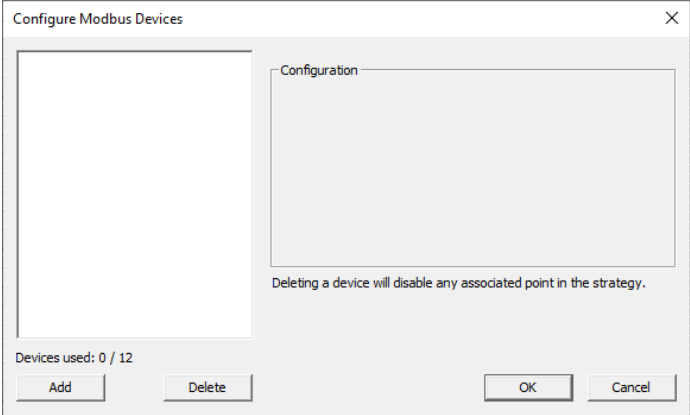 Configure Modbus Devices
Configuration
Deleting a device will disable any associated point in the strategy.
Devices used: 0 / 12
Add
Delete
OK
Cancel